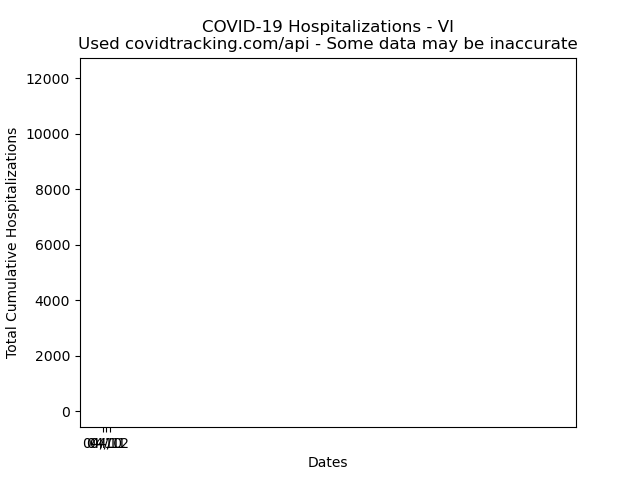 COVID-19 Hospitalizations - VI
Used covidtracking.com/api - Some data may be inaccurate
12000
10000
8000
6000
4000
2000
0
Total Cumulative Hospitalizations
Dates